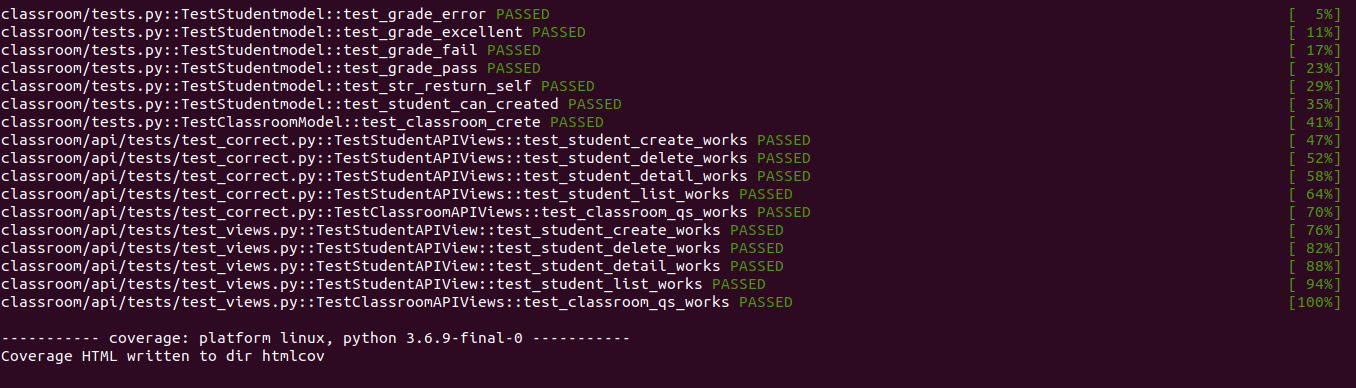 classroom/tests.py::TestStudentmodel::test_grade_error PASSED [  5%]
classroom/tests.py::TestStudentmodel::test_grade_excellent PASSED [ 11%]
classroom/tests.py::TestStudentmodel::test_grade_fail PASSED [ 17%]
classroom/tests.py::TestStudentmodel::test_grade_pass PASSED [ 23%]
classroom/tests.py::TestStudentmodel::test_str_resturn_self PASSED [ 29%]
classroom/tests.py::TestStudentmodel::test_student_can_created PASSED [ 35%]
classroom/tests.py::TestClassroomModel::test_classroom_crete PASSED [ 41%]
classroom/api/tests/test_correct.py::TestStudentAPIViews::test_student_create_works PASSED [ 47%]
classroom/api/tests/test_correct.py::TestStudentAPIViews::test_student_delete_works PASSED [ 52%]
classroom/api/tests/test_correct.py::TestStudentAPIViews::test_student_detail_works PASSED [ 58%]
classroom/api/tests/test_correct.py::TestStudentAPIViews::test_student_list_works PASSED [ 64%]
classroom/api/tests/test_correct.py::TestClassroomAPIViews::test_classroom_qs_works PASSED [ 70%]
classroom/api/tests/test_views.py::TestStudentAPIView::test_student_create_works PASSED [ 76%]
classroom/api/tests/test_views.py::TestStudentAPIView::test_student_delete_works PASSED [ 82%]
classroom/api/tests/test_views.py::TestStudentAPIView::test_student_detail_works PASSED [ 88%]
classroom/api/tests/test_views.py::TestStudentAPIView::test_student_list_works PASSED [ 94%]
classroom/api/tests/test_views.py::TestClassroomAPIViews::test_classroom_qs_works PASSED [100%]
----------- coverage: platform linux, python 3.6.9-final-0 -----------
Coverage HTML written to dir htmlcov